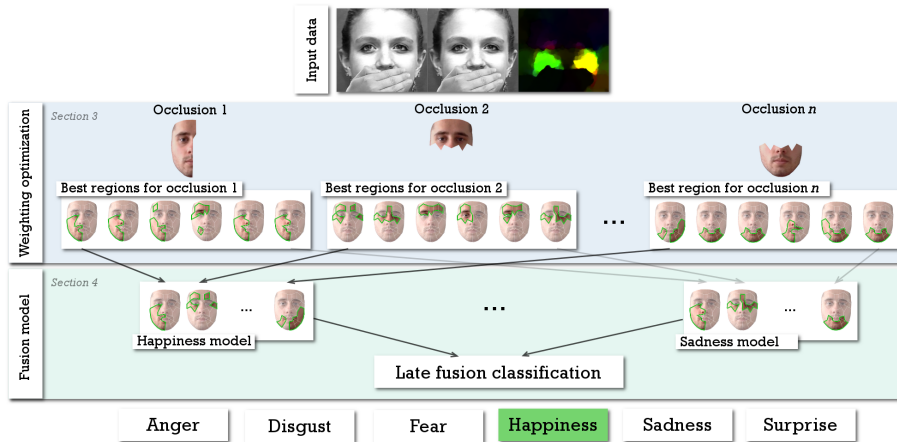 Input data
Weighting optimization
Section 3
Occlusion 1
Occlusion 2
Occlusion n
Best regions for occlusion 1
Best regions for occlusion 2
Best region for occlusion n
...
Fusion model
Section 4
...
...
...
Happiness model
Sadness model
Late fusion classification
Anger
Disgust
Fear
Happiness
Sadness
Surprise